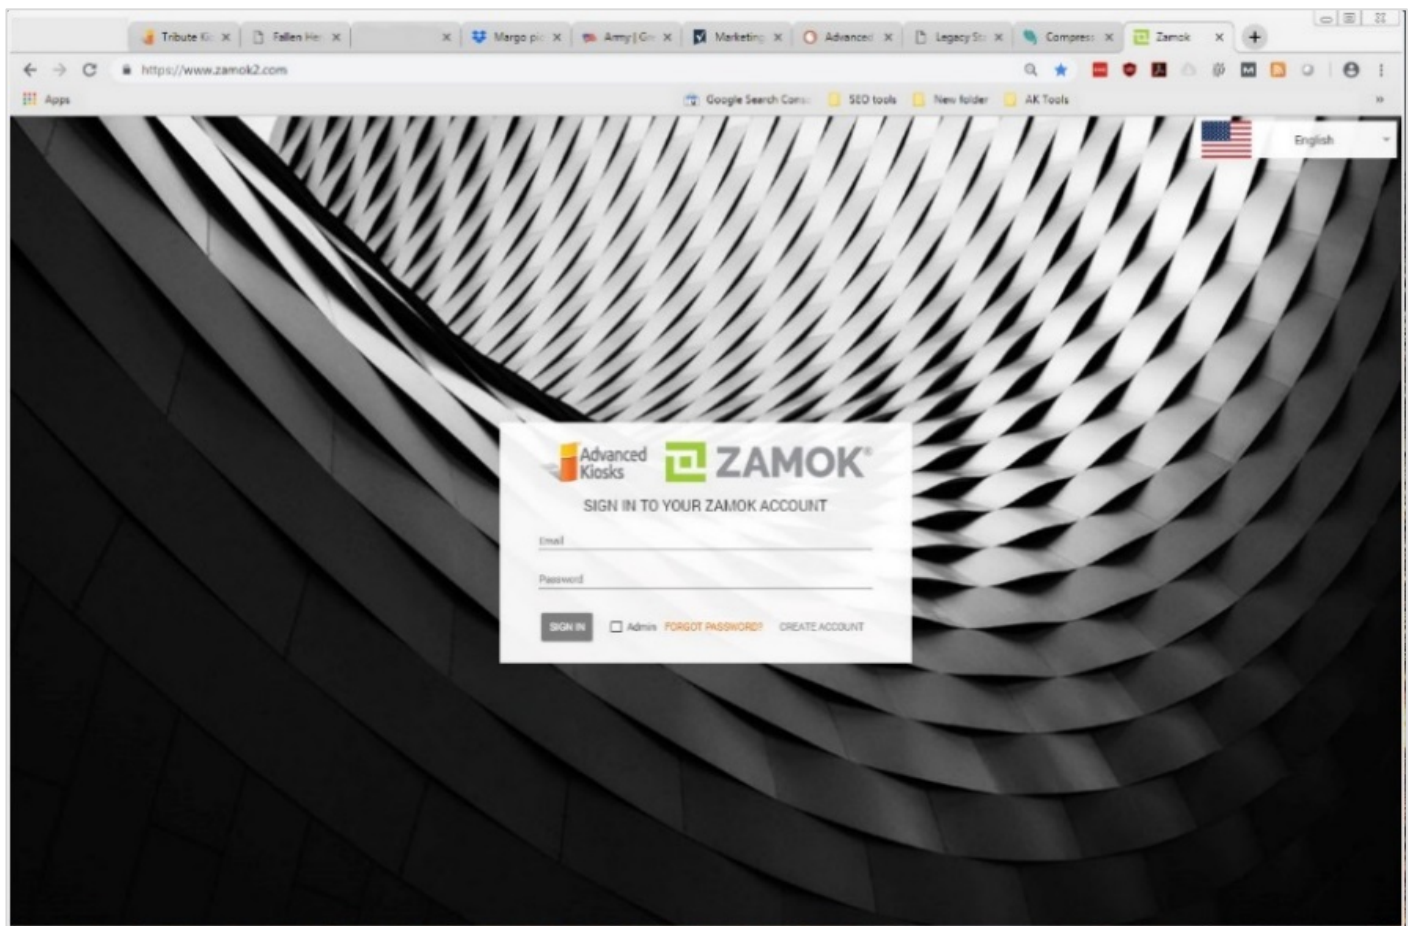 Tribute Ki
Fallen He
Margo pic
Army | Gr
Marketing
Advanced
Legacy St
Compress
Zamok
https://www.zamok2.com
Apps
Google Search Cons
SEO tools
New folder
AK Tools
English
Advanced
Kiosks
ZAMOK®
SIGN IN TO YOUR ZAMOK ACCOUNT
Email
Password
SIGN IN
Admin
FORGOT PASSWORD?
CREATE ACCOUNT